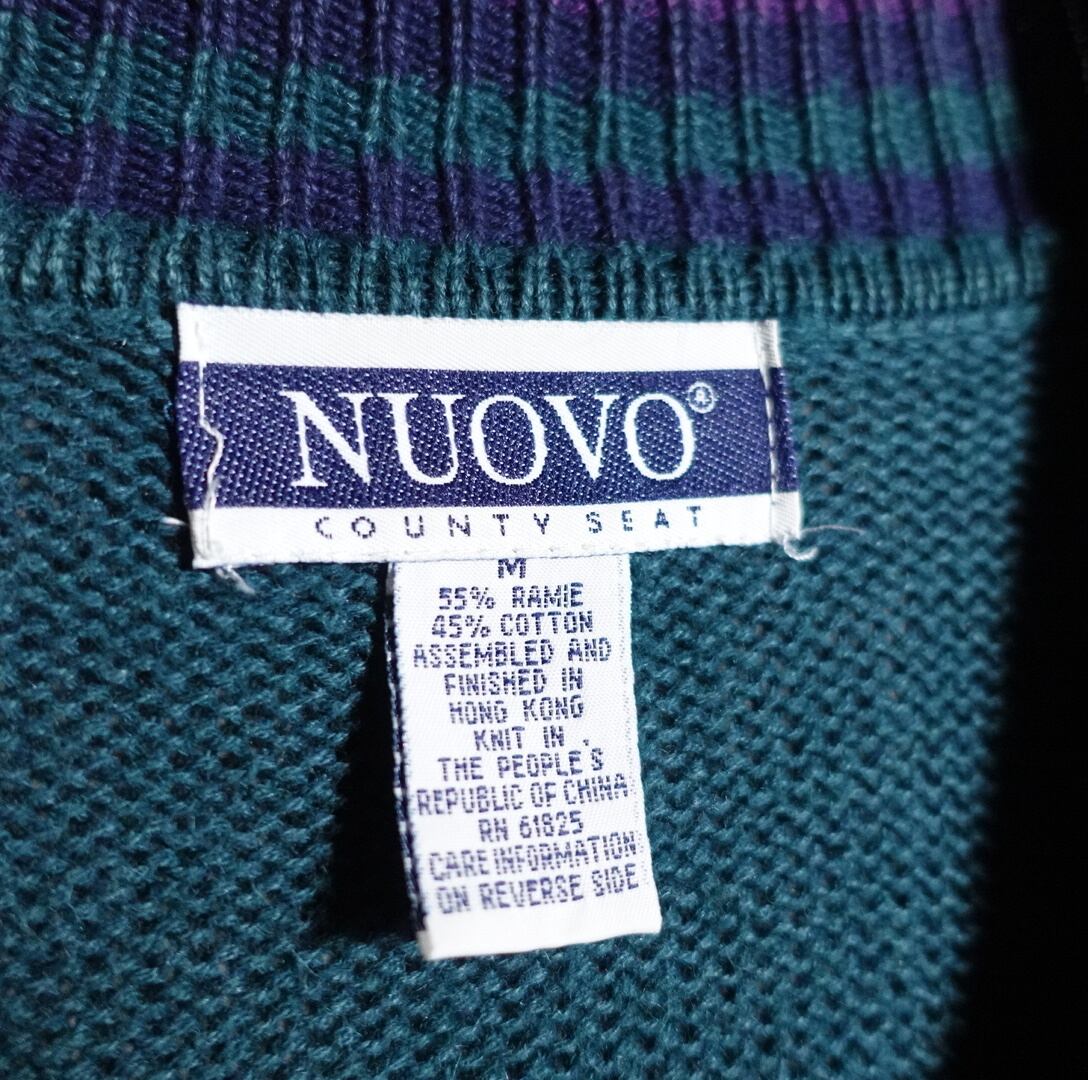 NUOVO®
COUNTY SEAT
M
55% RAMIE
45% COTTON
ASSEMBLED AND
FINISHED IN
HONG KONG
KNIT IN
THE PEOPLE'S
REPUBLIC OF CHINA
RN 61825
CARE INFORMATION
ON REVERSE SIDE